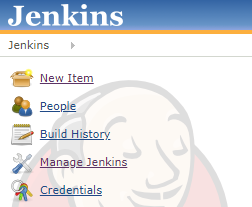 Jenkins
Jenkins
New Item
People
Build History
Manage Jenkins
Credentials